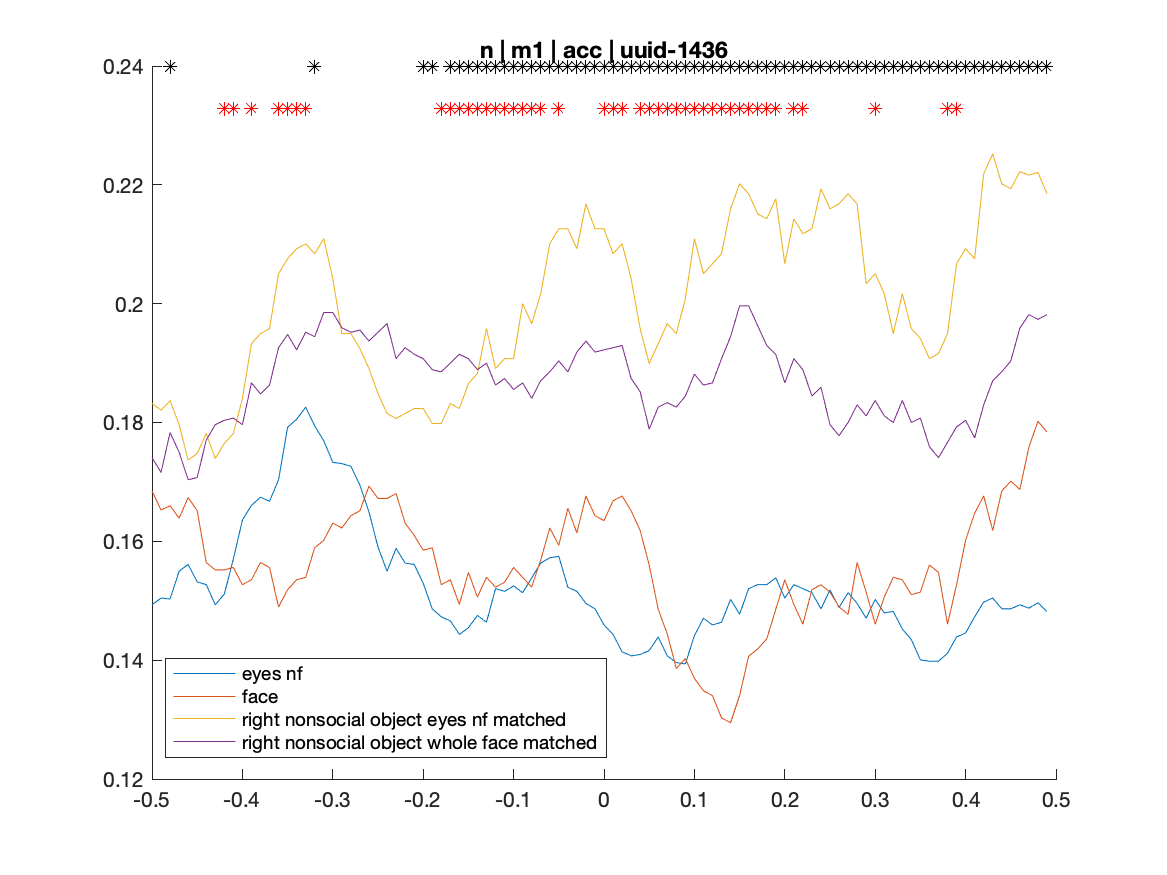 n | m1 | acc | uuid-1436
0.24
0.22
0.2
0.18
0.16
0.14
0.12
eyes nf
face
right nonsocial object eyes nf matched
right nonsocial object whole face matched
-0.5 -0.4 -0.3 -0.2 -0.1 0 0.1 0.2 0.3 0.4 0.5